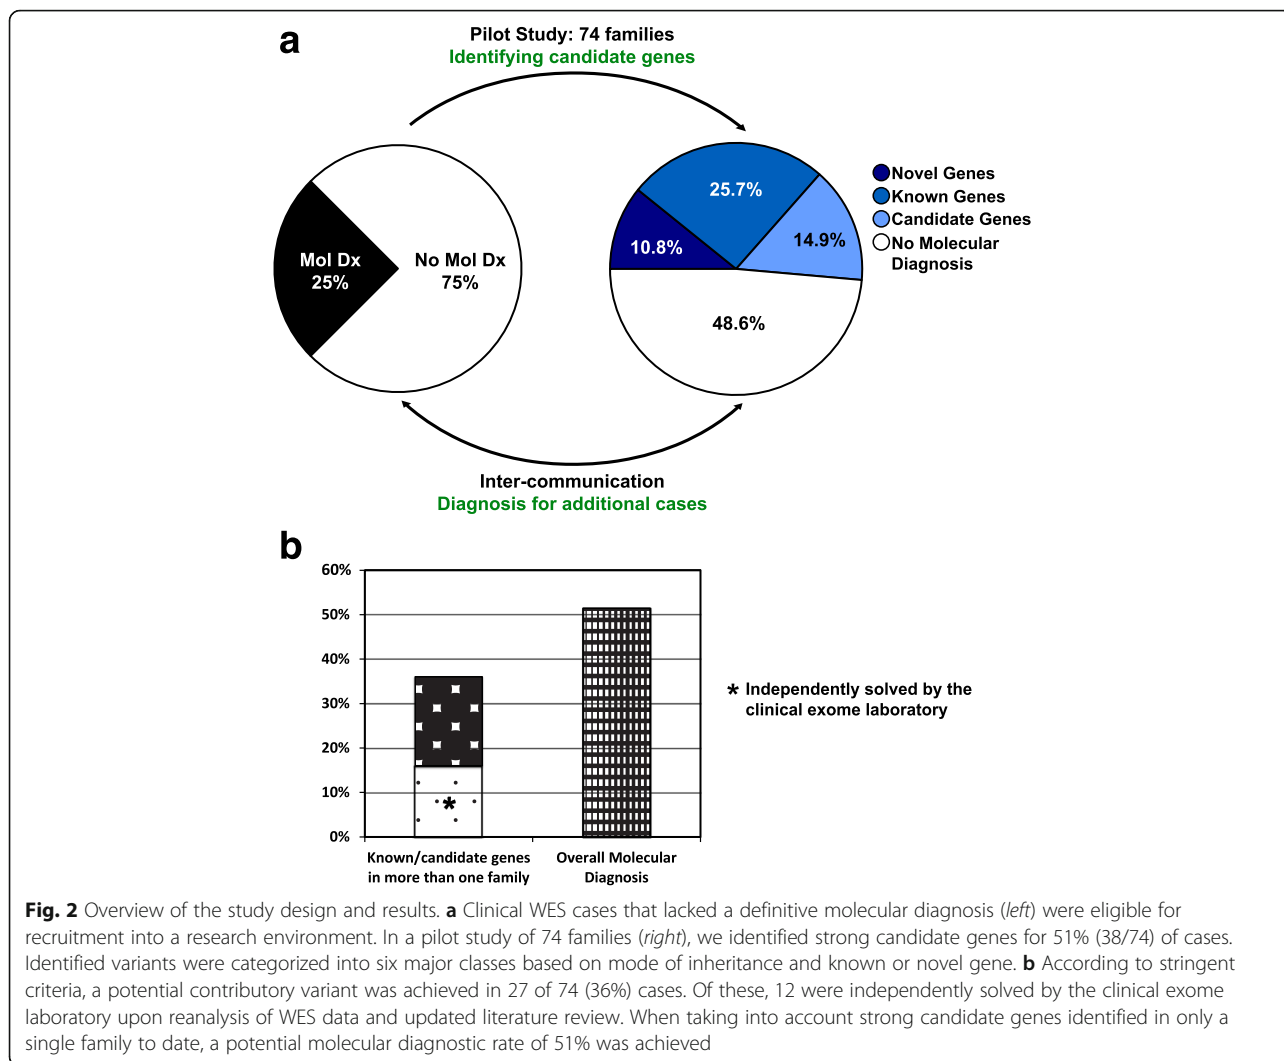 a
Pilot Study: 74 families
Identifying candidate genes
Mol Dx
25%
No Mol Dx
75%
25.7%
10.8%
14.9%
48.6%
Novel Genes
Known Genes
Candidate Genes
No Molecular
Diagnosis
Inter-communication
Diagnosis for additional cases
b
60%
50%
40%
30%
20%
10%
0%
*
Known/candidate genes
in more than one family
Overall Molecular
Diagnosis
* Independently solved by the
clinical exome laboratory
Fig. 2 Overview of the study design and results. a Clinical WES cases that lacked a definitive molecular diagnosis (left) were eligible for
recruitment into a research environment. In a pilot study of 74 families (right), we identified strong candidate genes for 51% (38/74) of cases.
Identified variants were categorized into six major classes based on mode of inheritance and known or novel gene. b According to stringent
criteria, a potential contributory variant was achieved in 27 of 74 (36%) cases. Of these, 12 were independently solved by the clinical exome
laboratory upon reanalysis of WES data and updated literature review. When taking into account strong candidate genes identified in only a
single family to date, a potential molecular diagnostic rate of 51% was achieved